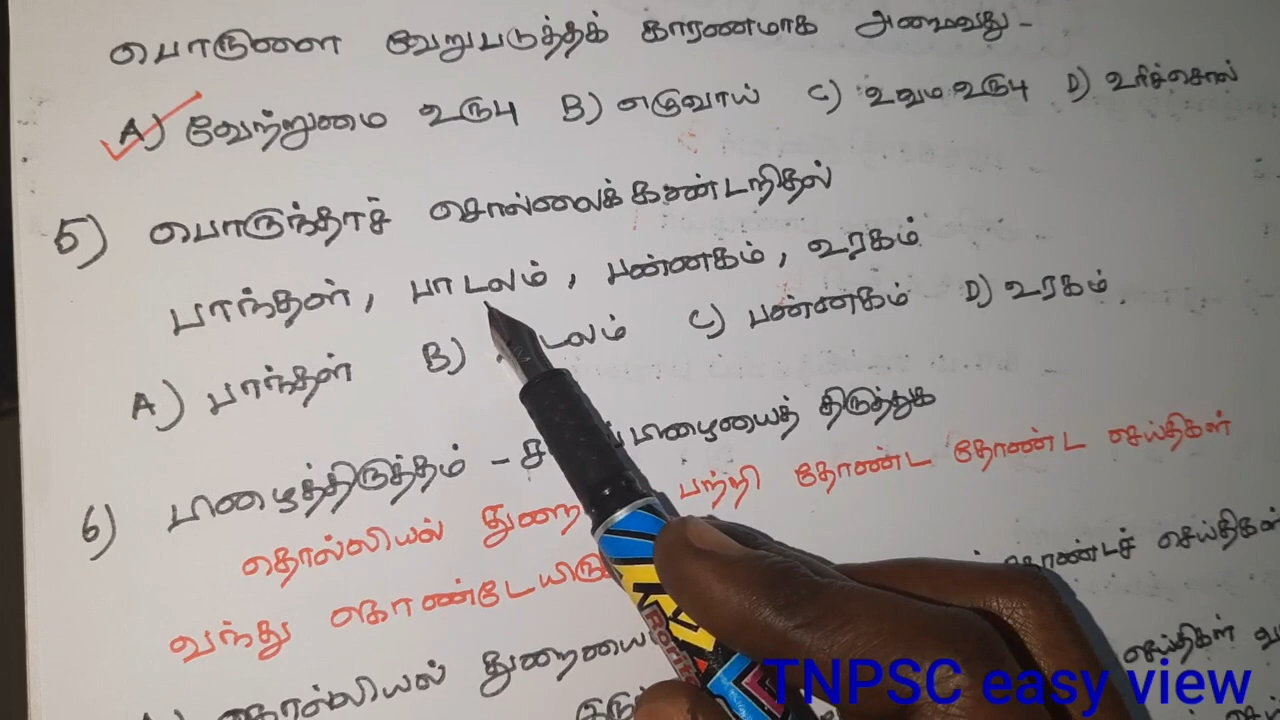 பொருளை வேறுபடுத்தக் காரணமாக அமைவது -
A) வேற்றுமை உருபு B) எழுவாய் C) உவம உருபு D) உரிச்சொல்
5) பொருந்தாச் சொல்லைக் கண்டறிதல்
பாந்தள், பாடலம், பன்னகம், உரகம்
A) பாந்தள் B) டலம் C) பன்னகம் D) உரகம்
6) பிழைத்திருத்தம் - பிழையைத் திருத்துக
தொல்லியல் துறை பற்றி தோண்ட தோண்ட செய்திகள்
வந்து கொண்டேயிரு தோண்டச் செய்திகள்
தொல்லியல் துறையை செய்திகள்
TNPSC easy view